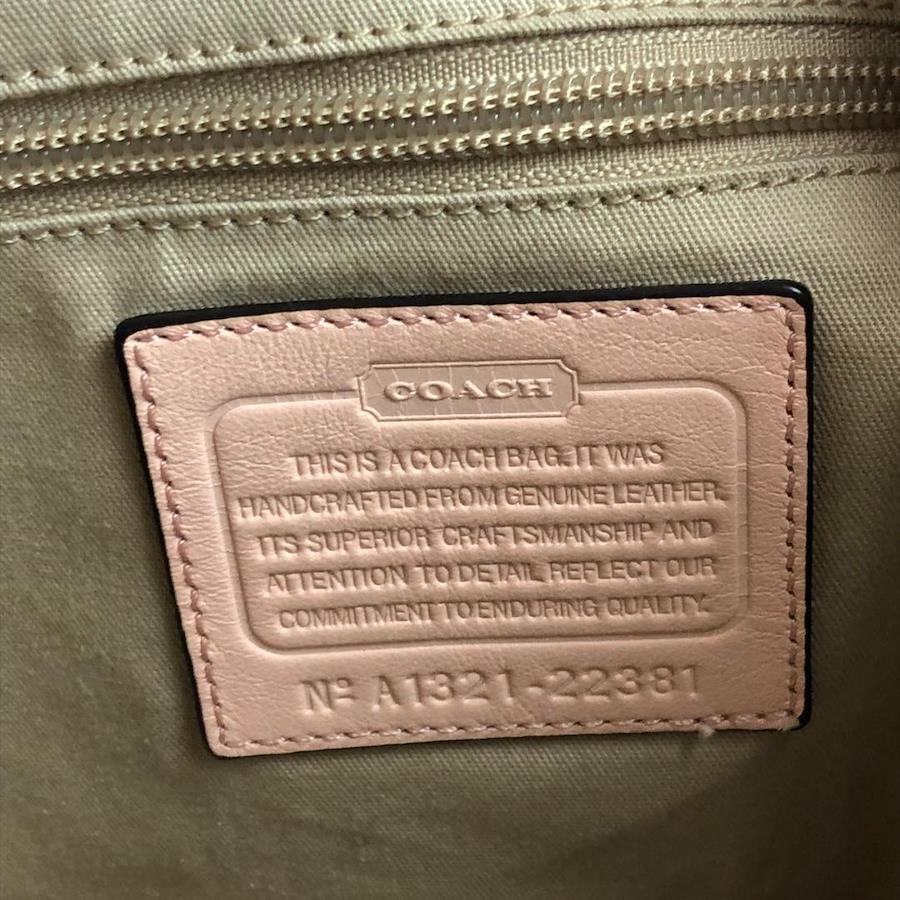 COACH
THIS IS A COACH BAG. IT WAS
HANDCRAFTED FROM GENUINE LEATHER.
ITS SUPERIOR CRAFTSMANSHIP AND
ATTENTION TO DETAIL REFLECT OUR
COMMITMENT TO ENDURING QUALITY.
Nº A1321-22381